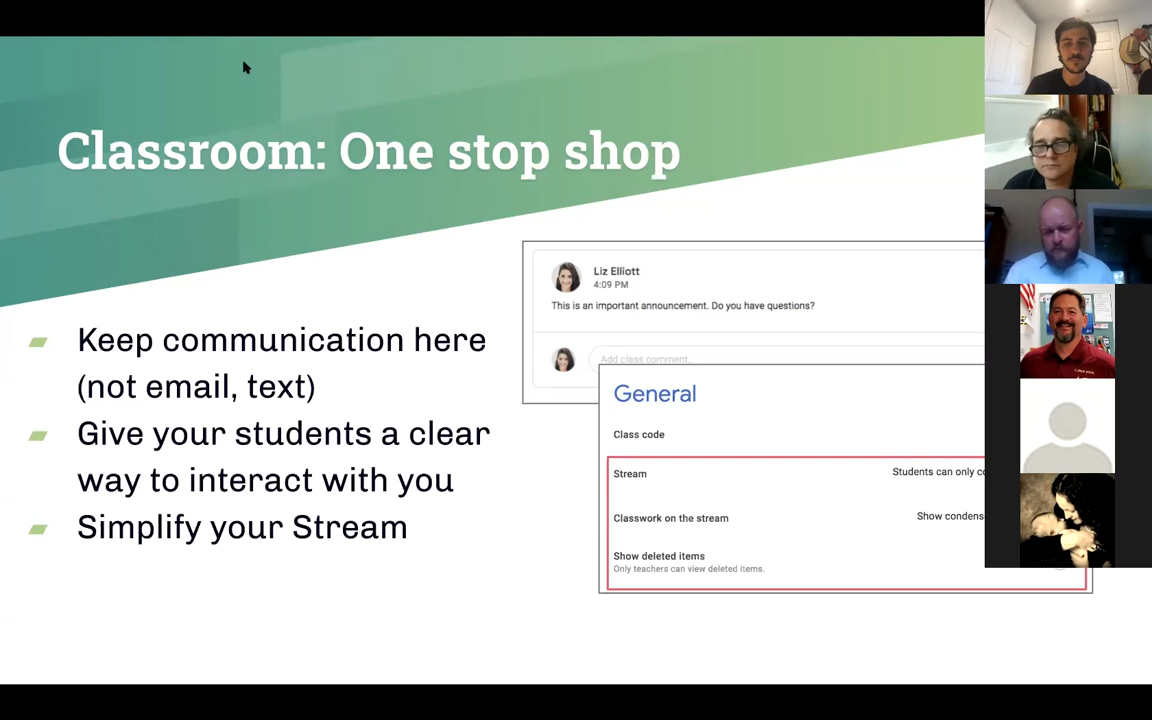 Classroom: One stop shop
Keep communication here
(not email, text)
Give your students a clear
way to interact with you
Simplify your Stream
Liz Elliott
4:09 PM
This is an important announcement. Do you have questions?
Add class comment...
General
Class code
Stream
Students can only
Classwork on the stream
Show
Show deleted items
Only teachers can view deleted items.